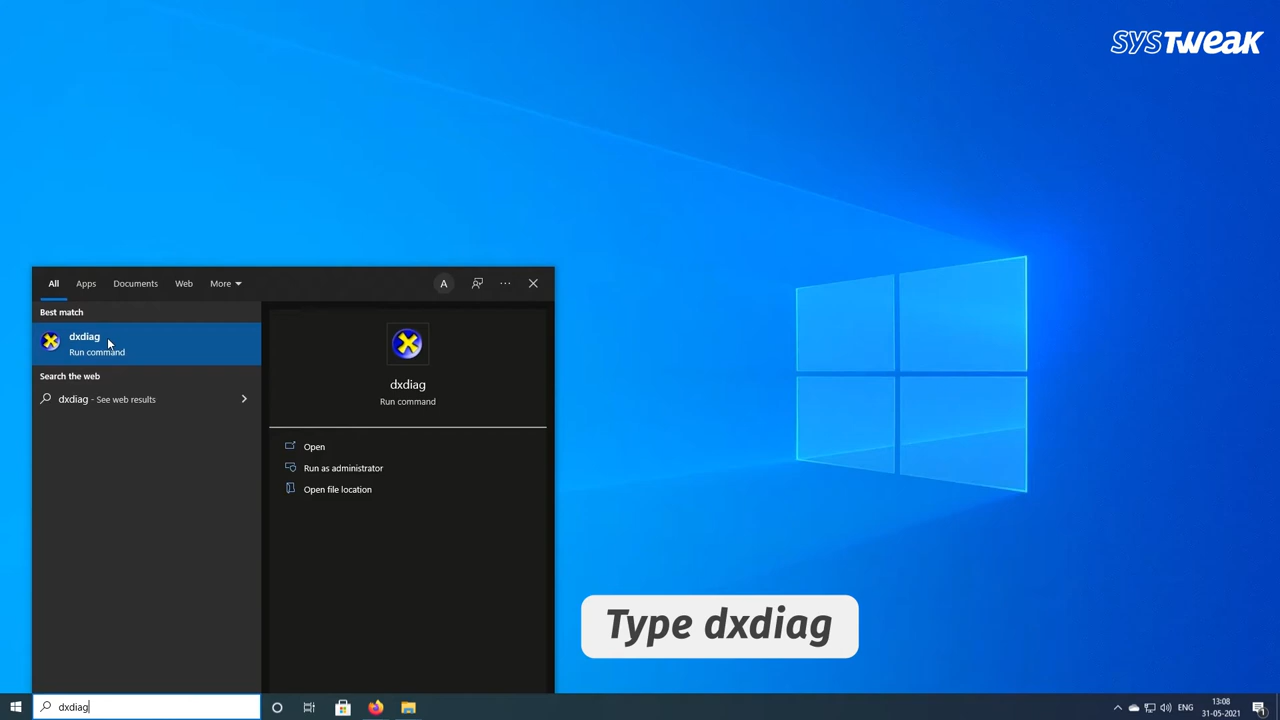 SYSTWEAK
All Apps Documents Web More A ...
Best match
dxdiag
Run command
Search the web
dxdiag - See web results
dxdiag
Run command
Open
Run as administrator
Open file location
Type dxdiag
dxdiag
ENG
13:08
31-05-2021
1